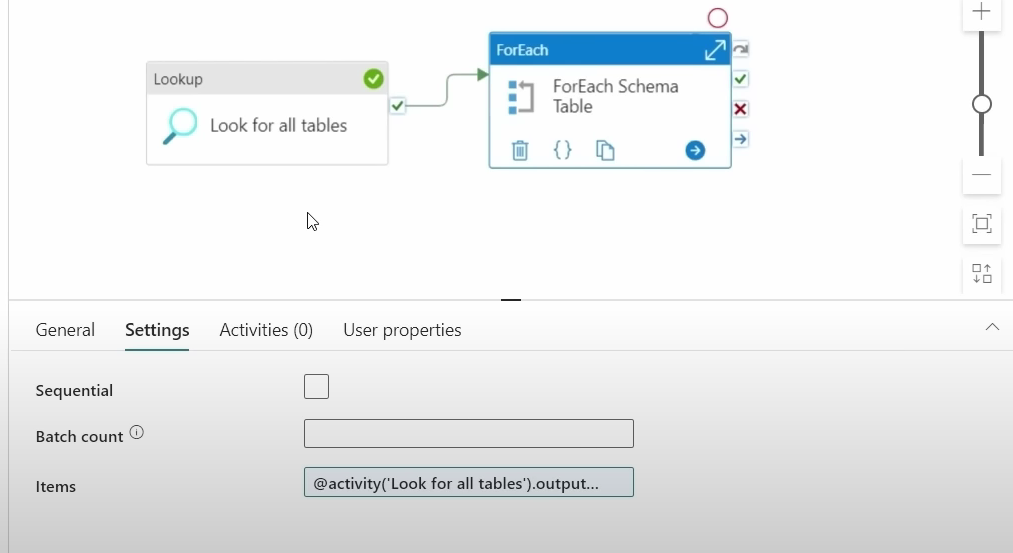 Lookup
Look for all tables
ForEach
ForEach Schema
Table
{}
General
Settings
Activities (0)
User properties
Sequential
Batch count
Items
@activity('Look for all tables').output...